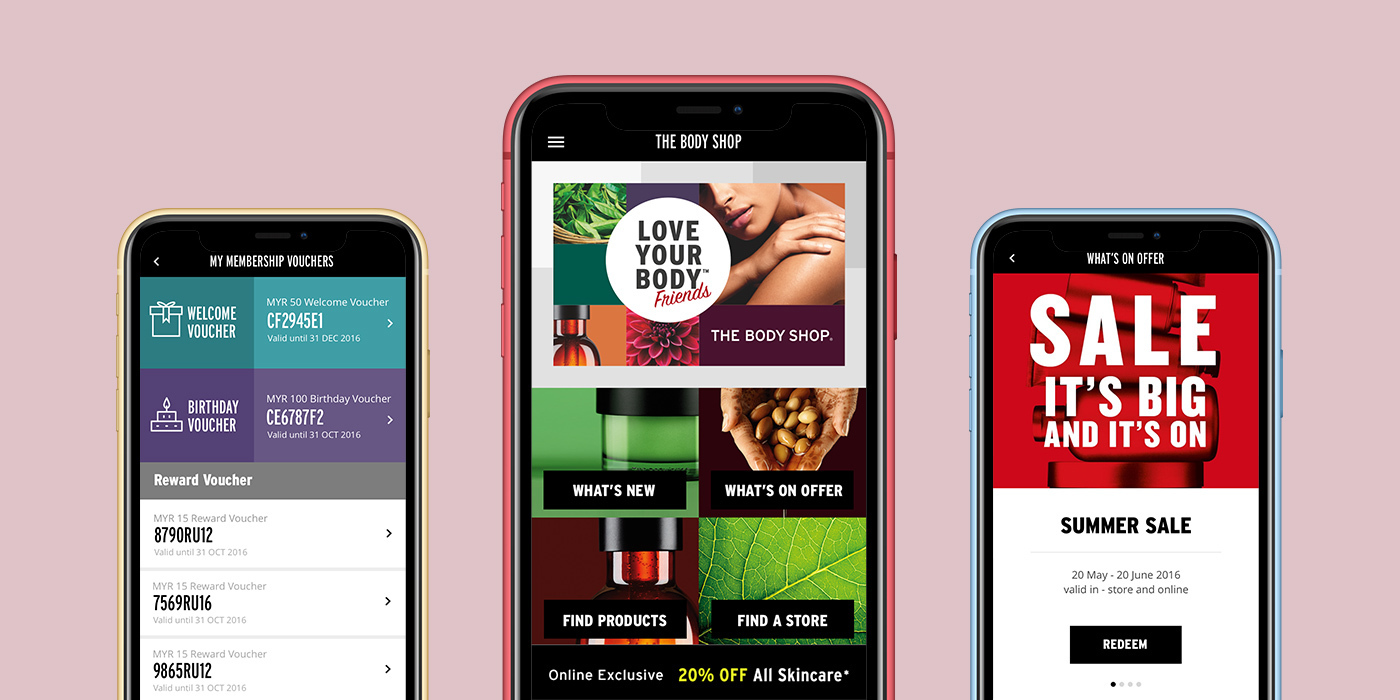 MY MEMBERSHIP VOUCHERS
WELCOME
VOUCHER
MYR 50 Welcome Voucher
CF2945E1
Valid until 31 DEC 2016
BIRTHDAY
VOUCHER
MYR 100 Birthday Voucher
CE6787F2
Valid until 31 OCT 2016
Reward Voucher
MYR 15 Reward Voucher
8790RU12
Valid until 31 OCT 2016
MYR 15 Reward Voucher
7569RU16
Valid until 31 OCT 2016
MYR 15 Reward Voucher
9865RU12
Valid until 31 OCT 2016
THE BODY SHOP
LOVE
YOUR
BODY™
Friends
THE BODY SHOP®
WHAT'S NEW
WHAT'S ON OFFER
FIND PRODUCTS
FIND A STORE
Online Exclusive 20% OFF All Skincare*
WHAT'S ON OFFER
SALE
IT'S BIG
AND IT'S ON
SUMMER SALE
20 May - 20 June 2016
valid in - store and online
REDEEM